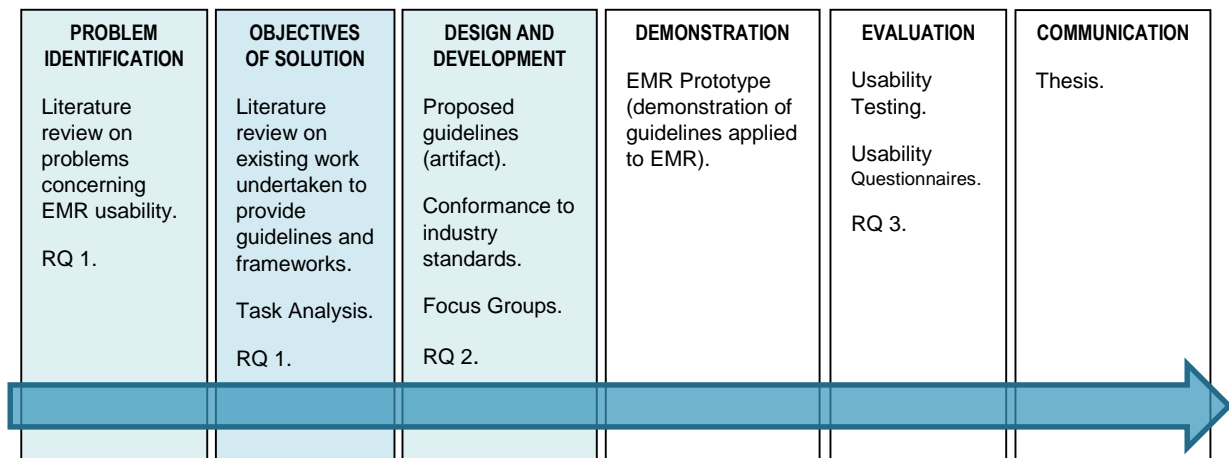 PROBLEM
IDENTIFICATION
Literature
review on
problems
concerning
EMR usability.
RQ 1.
OBJECTIVES
OF SOLUTION
Literature
review on
existing work
undertaken to
provide
guidelines and
frameworks.
Task Analysis.
RQ 1.
DESIGN AND
DEVELOPMENT
Proposed
guidelines
(artifact).
Conformance to
industry
standards.
Focus Groups.
RQ 2.
DEMONSTRATION
EMR Prototype
(demonstration of
guidelines applied
to EMR).
EVALUATION
Usability
Testing.
Usability
Questionnaires.
RQ 3.
COMMUNICATION
Thesis.